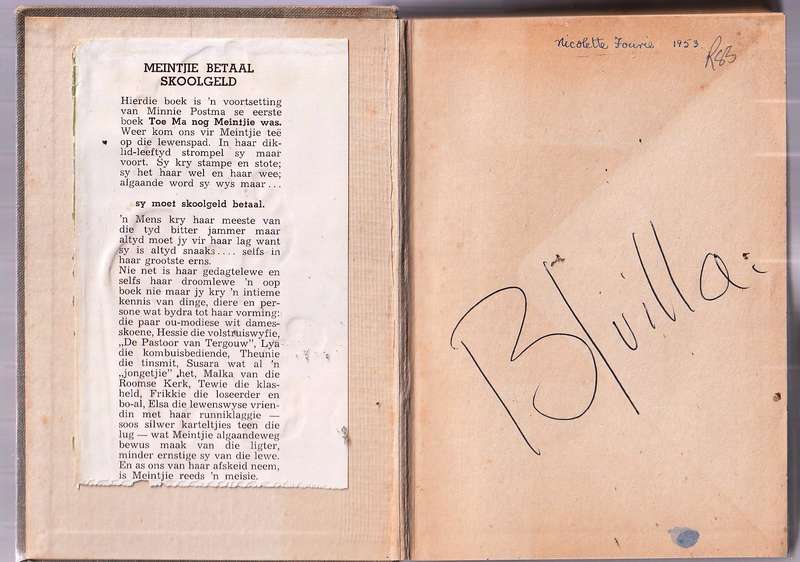 MEINTJIE BETAAL
SKOOLGELD
Hierdie boek is 'n voortsetting
van Minnie Postma se eerste
boek Toe Ma nog Meintjie was.
Weer kom ons vir Meintjie teë
op die lewenspad. In haar dik-
lid-leeftyd strompel sy maar
voort. Sy kry stampe en stote;
sy het haar wel en haar wee;
algaande word sy wys maar...
sy moet skoolgeld betaal.
'n Mens kry haar meeste van
die tyd bitter jammer maar
altyd moet jy vir haar lag want
sy is altyd snaaks.... selfs in
haar grootste erns.
Nie net is haar gedagtelewe en
selfs haar droomlewe 'n oop
boek nie maar jy kry 'n intieme
kennis van dinge, diere en per-
sone wat bydra tot haar vorming:
die paar ou-modiese wit dames-
skoene, Hessie die volstruiswyfie,
„De Pastoor van Tergouw”, Lya
die kombuisbediende, Theunie
die tinsmit, Susara wat al 'n
„jongetjie” het, Malka van die
Roomse Kerk, Tewie die klas-
held, Frikkie die loseerder en
bo-al, Elsa die lewenswyse vrien-
din met haar runniklaggie —
soos silwer karteltjies teen die
lug — wat Meintjie algaandeweg
bewus maak van die ligter,
minder ernstige sy van die lewe.
En as ons van haar afskeid neem,
is Meintjie reeds 'n meisie.
Nicolette Fourie 1953